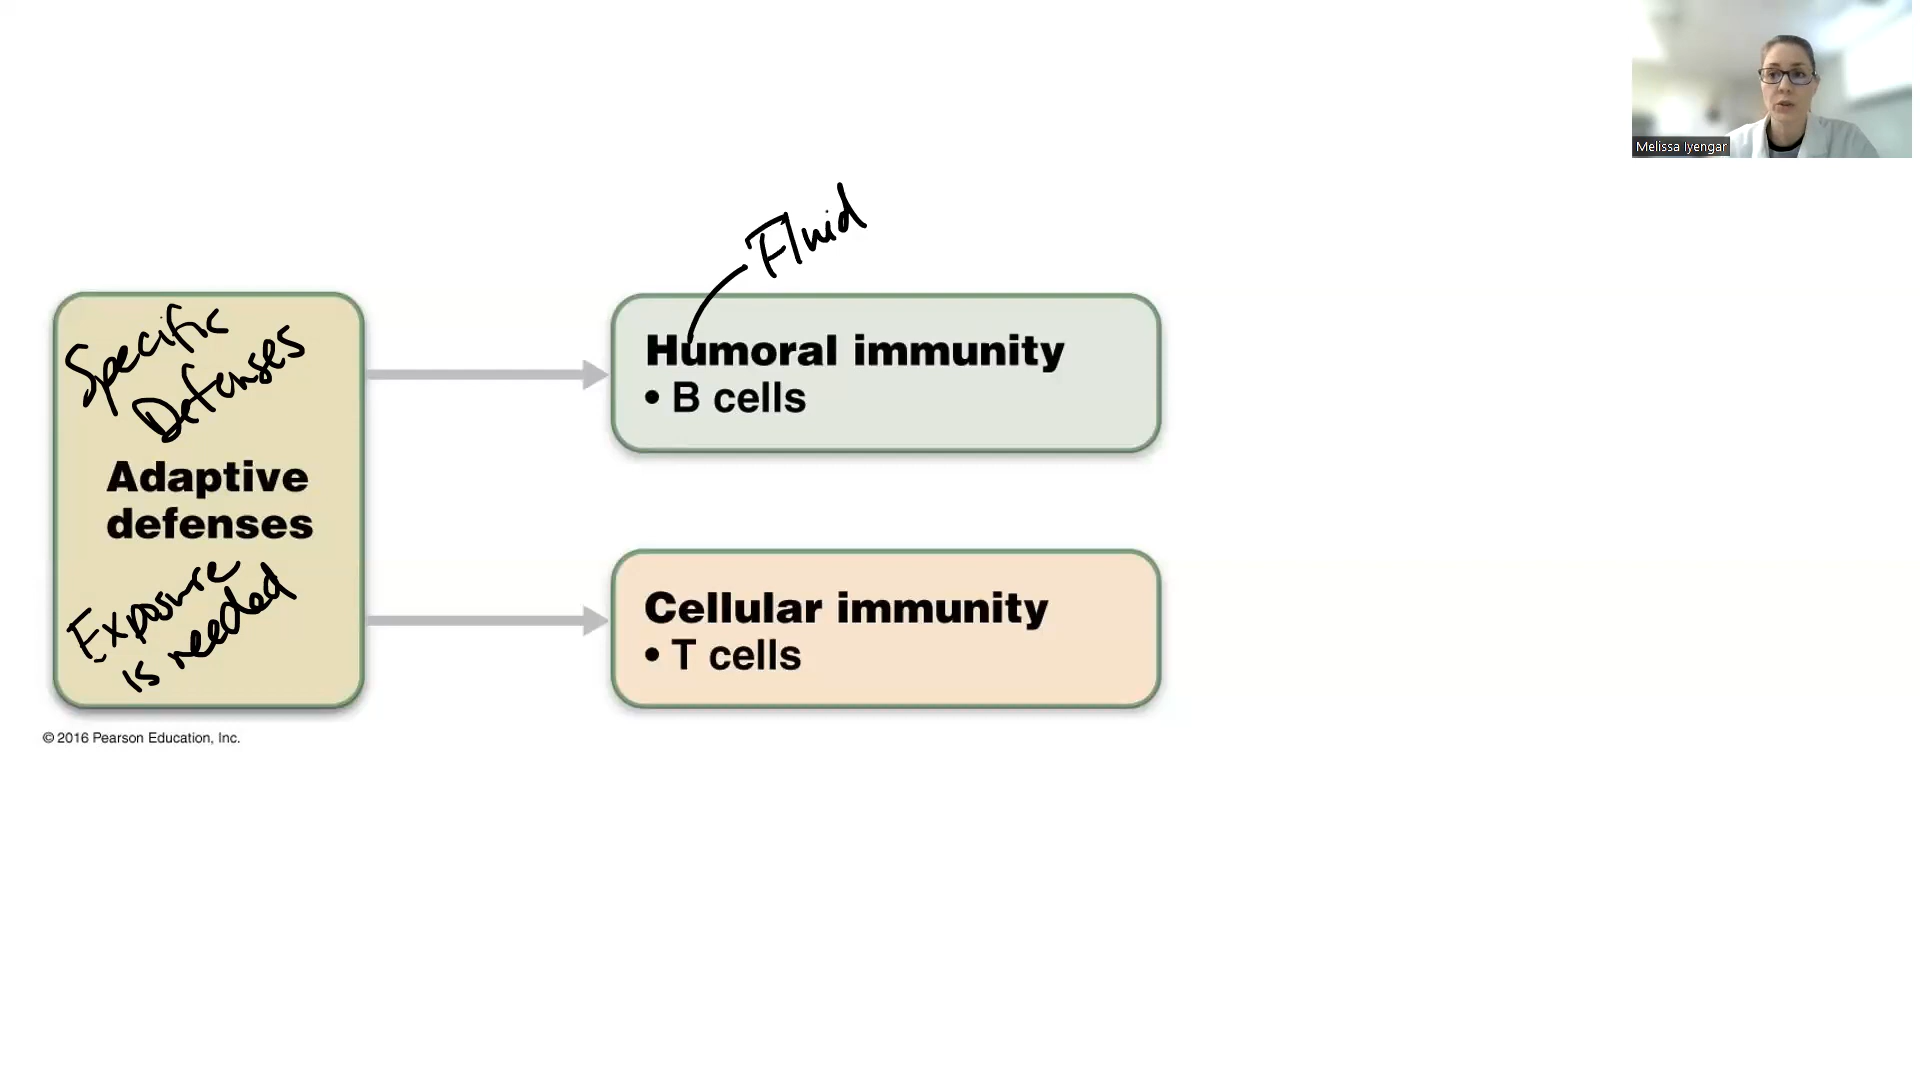 Melissa Iyengar
Fluid
Specific
Defenses
Adaptive
defenses
Exposure
is needed
Humoral immunity
• B cells
Cellular immunity
• T cells
© 2016 Pearson Education, Inc.